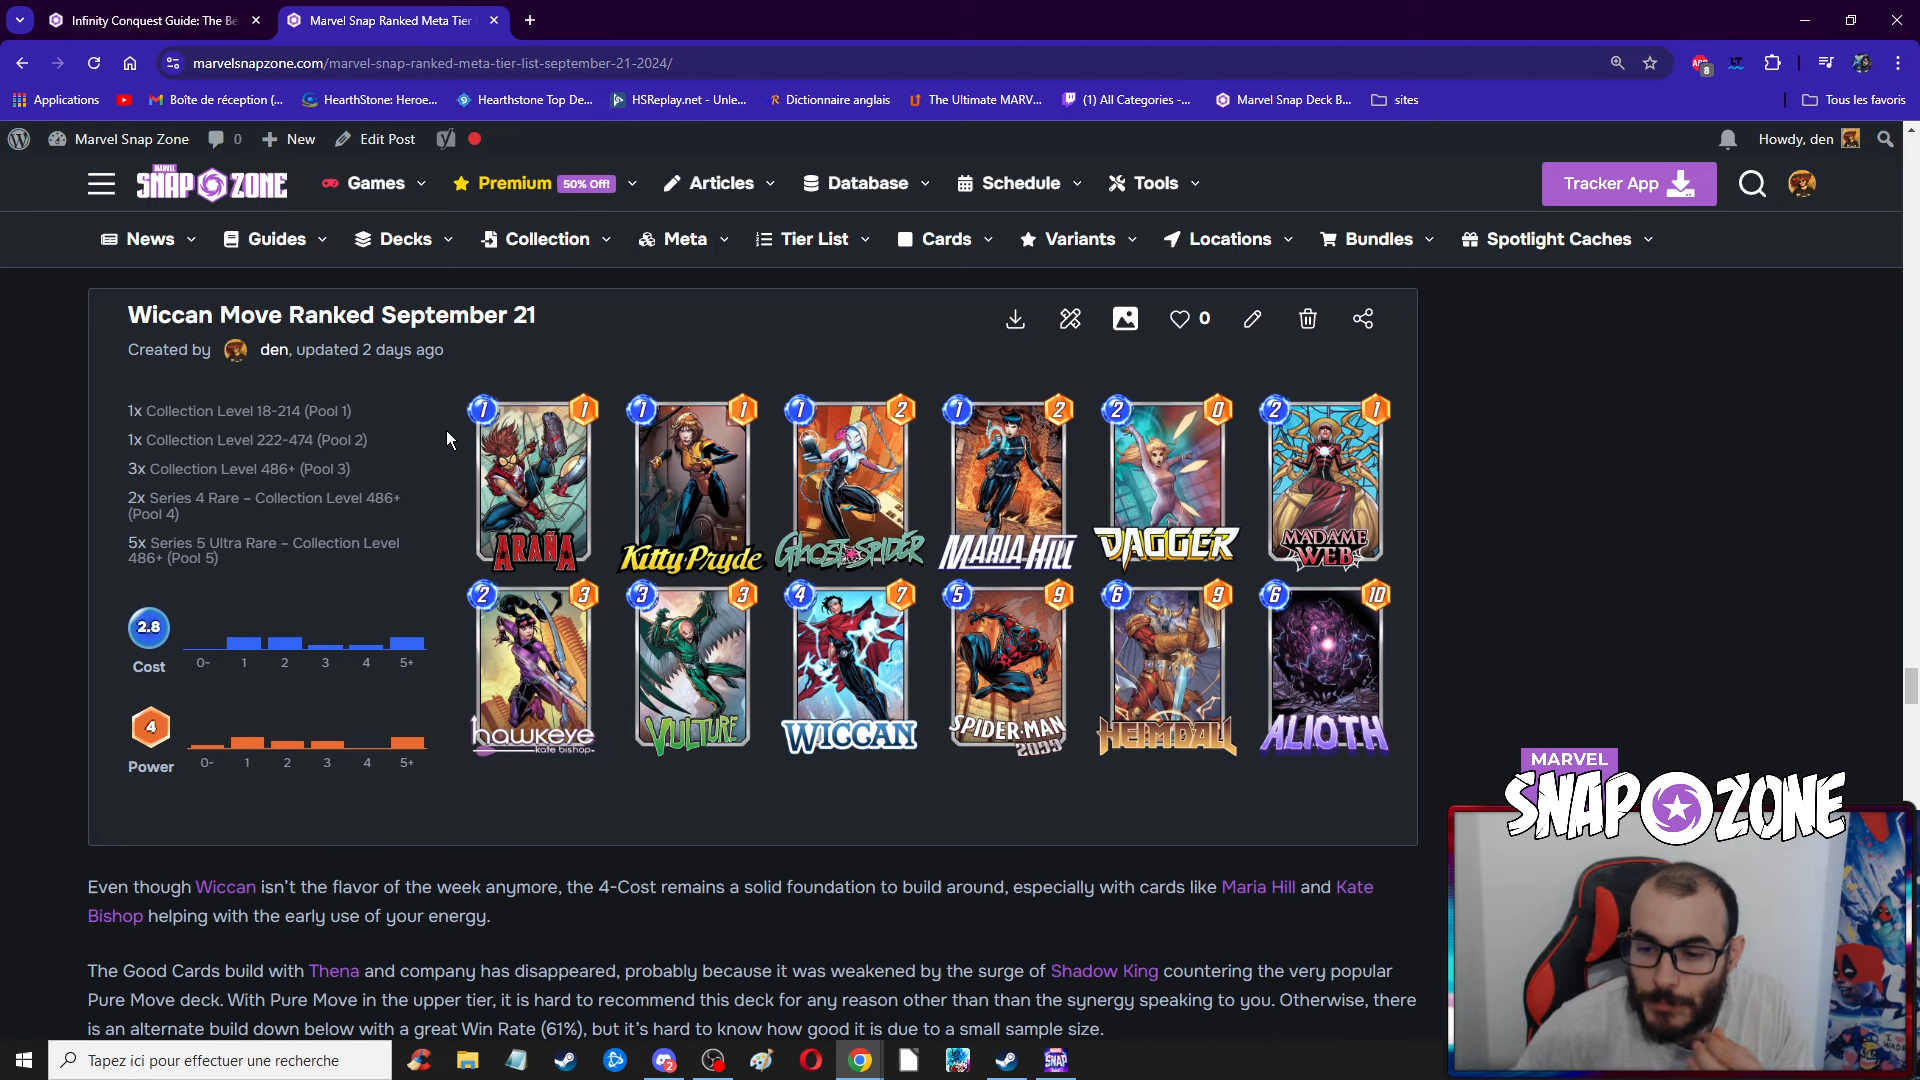 Infinity Conquest Guide: The Be
Marvel Snap Ranked Meta Tier
marvelsnapzone.com/marvel-snap-ranked-meta-tier-list-september-21-2024/
ABP
8
LT
Applications
Boîte de réception (...
HearthStone: Heroe...
Hearthstone Top De...
HSReplay.net - Unle...
Dictionnaire anglais
The Ultimate MARV...
(1) All Categories -...
Marvel Snap Deck B...
sites
Tous les favoris
Marvel Snap Zone
0
New
Edit Post
Howdy, den
MARVEL
SNAP ZONE
Games
Premium
50% Off!
Articles
Database
Schedule
Tools
Tracker App
News
Guides
Decks
Collection
Meta
Tier List
Cards
Variants
Locations
Bundles
Spotlight Caches
Wiccan Move Ranked September 21
0
Created by den, updated 2 days ago
1x Collection Level 18-214 (Pool 1)
1x Collection Level 222-474 (Pool 2)
3x Collection Level 486+ (Pool 3)
2x Series 4 Rare – Collection Level 486+
(Pool 4)
5x Series 5 Ultra Rare – Collection Level
486+ (Pool 5)
2.8
Cost
0- 1 2 3 4 5+
4
Power
0- 1 2 3 4 5+
1 1 1 1 1 2 1 2 2 0 2 1
ARAÑA
Kitty Pryde
GHOST SPIDER
MARIA HILL
DAGGER
MADAME
WEB
2 3 3 3 4 7 5 9 6 9 6 10
hawkeye
kate bishop
VULTURE
WICCAN
SPIDER-MAN
2099
HEIMDALL
ALIOTH
Even though Wiccan isn't the flavor of the week anymore, the 4-Cost remains a solid foundation to build around, especially with cards like Maria Hill and Kate
Bishop helping with the early use of your energy.
The Good Cards build with Thena and company has disappeared, probably because it was weakened by the surge of Shadow King countering the very popular
Pure Move deck. With Pure Move in the upper tier, it is hard to recommend this deck for any reason other than than the synergy speaking to you. Otherwise, there
is an alternate build down below with a great Win Rate (61%), but it's hard to know how good it is due to a small sample size.
MARVEL
SNAP ZONE
Tapez ici pour effectuer une recherche
2
SNAP